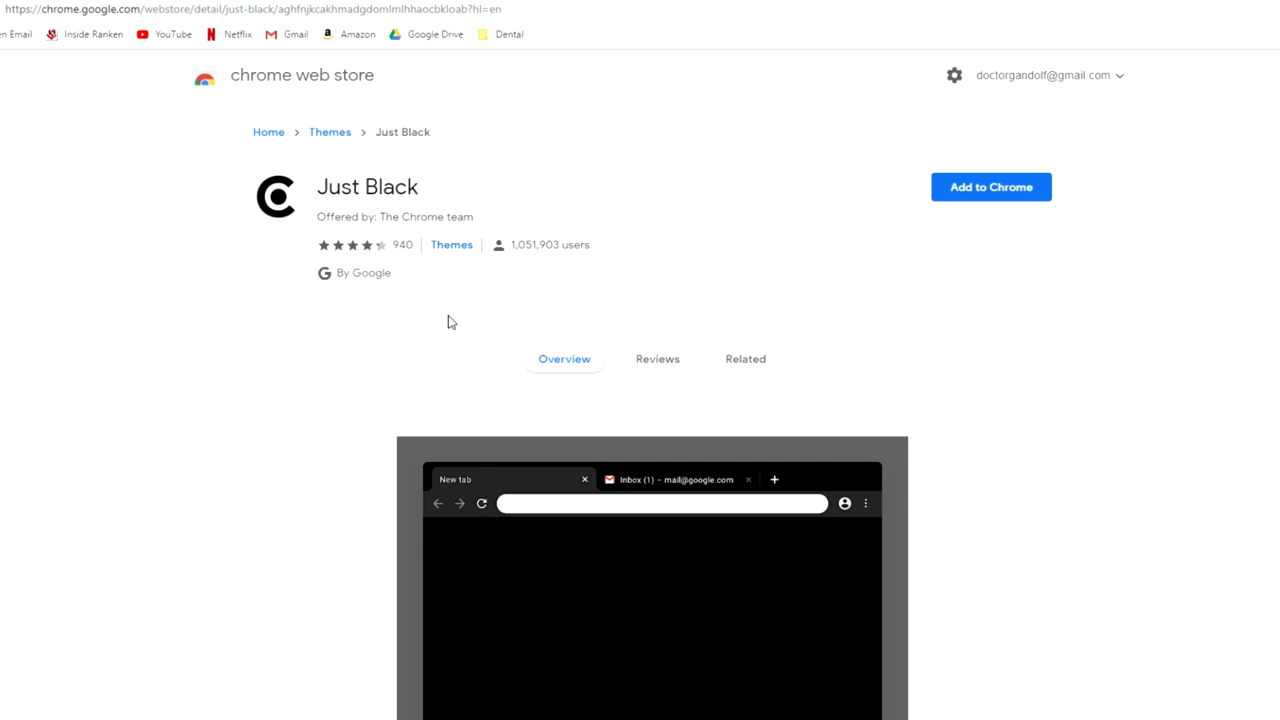 https://chrome.google.com/webstore/detail/just-black/aghfnjkcakhmadgdomlmlhhaocbkloab?hl=en
en Email Inside Ranken YouTube Netflix Gmail Amazon Google Drive Dental
chrome web store doctorgandolf@gmail.com
Home > Themes > Just Black
Just Black Add to Chrome
Offered by: The Chrome team
940 Themes 1,051,903 users
By Google
Overview Reviews Related
New tab Inbox (1) – mail@google.com